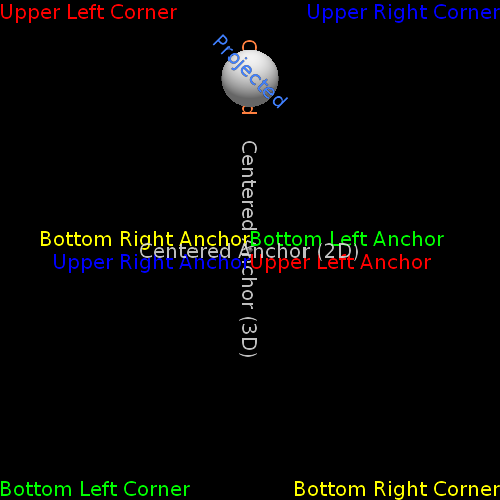 Upper Left Corner
Upper Right Corner
Projected
Centered Anchor (3D)
Bottom Right Anchor
Bottom Left Anchor
Centered Anchor (2D)
Upper Right Anchor
Upper Left Anchor
Bottom Left Corner
Bottom Right Corner